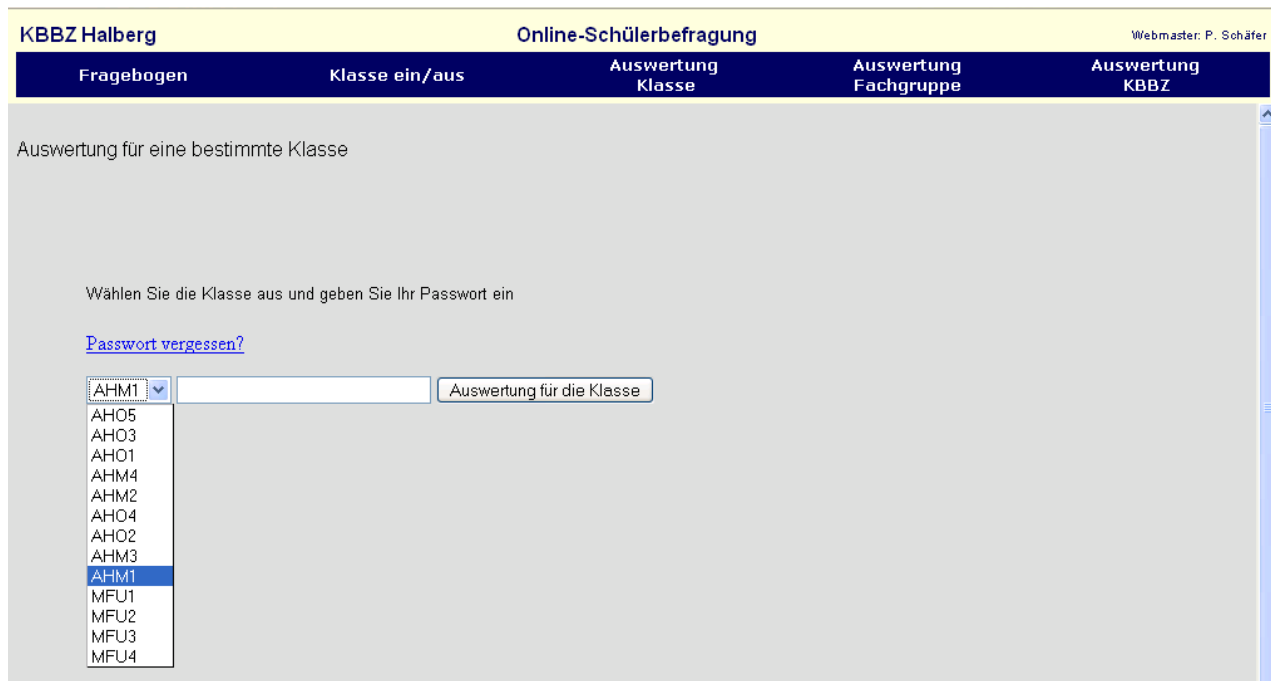 KBBZ Halberg Online-Schülerbefragung Webmaster: P. Schäfer
Fragebogen Klasse ein/aus Auswertung Klasse Auswertung Fachgruppe Auswertung KBBZ
Auswertung für eine bestimmte Klasse
Wählen Sie die Klasse aus und geben Sie Ihr Passwort ein
Passwort vergessen?
AHM1 Auswertung für die Klasse
AHO5
AHO3
AHO1
AHM4
AHM2
AHO4
AHO2
AHM3
AHM1
MFU1
MFU2
MFU3
MFU4